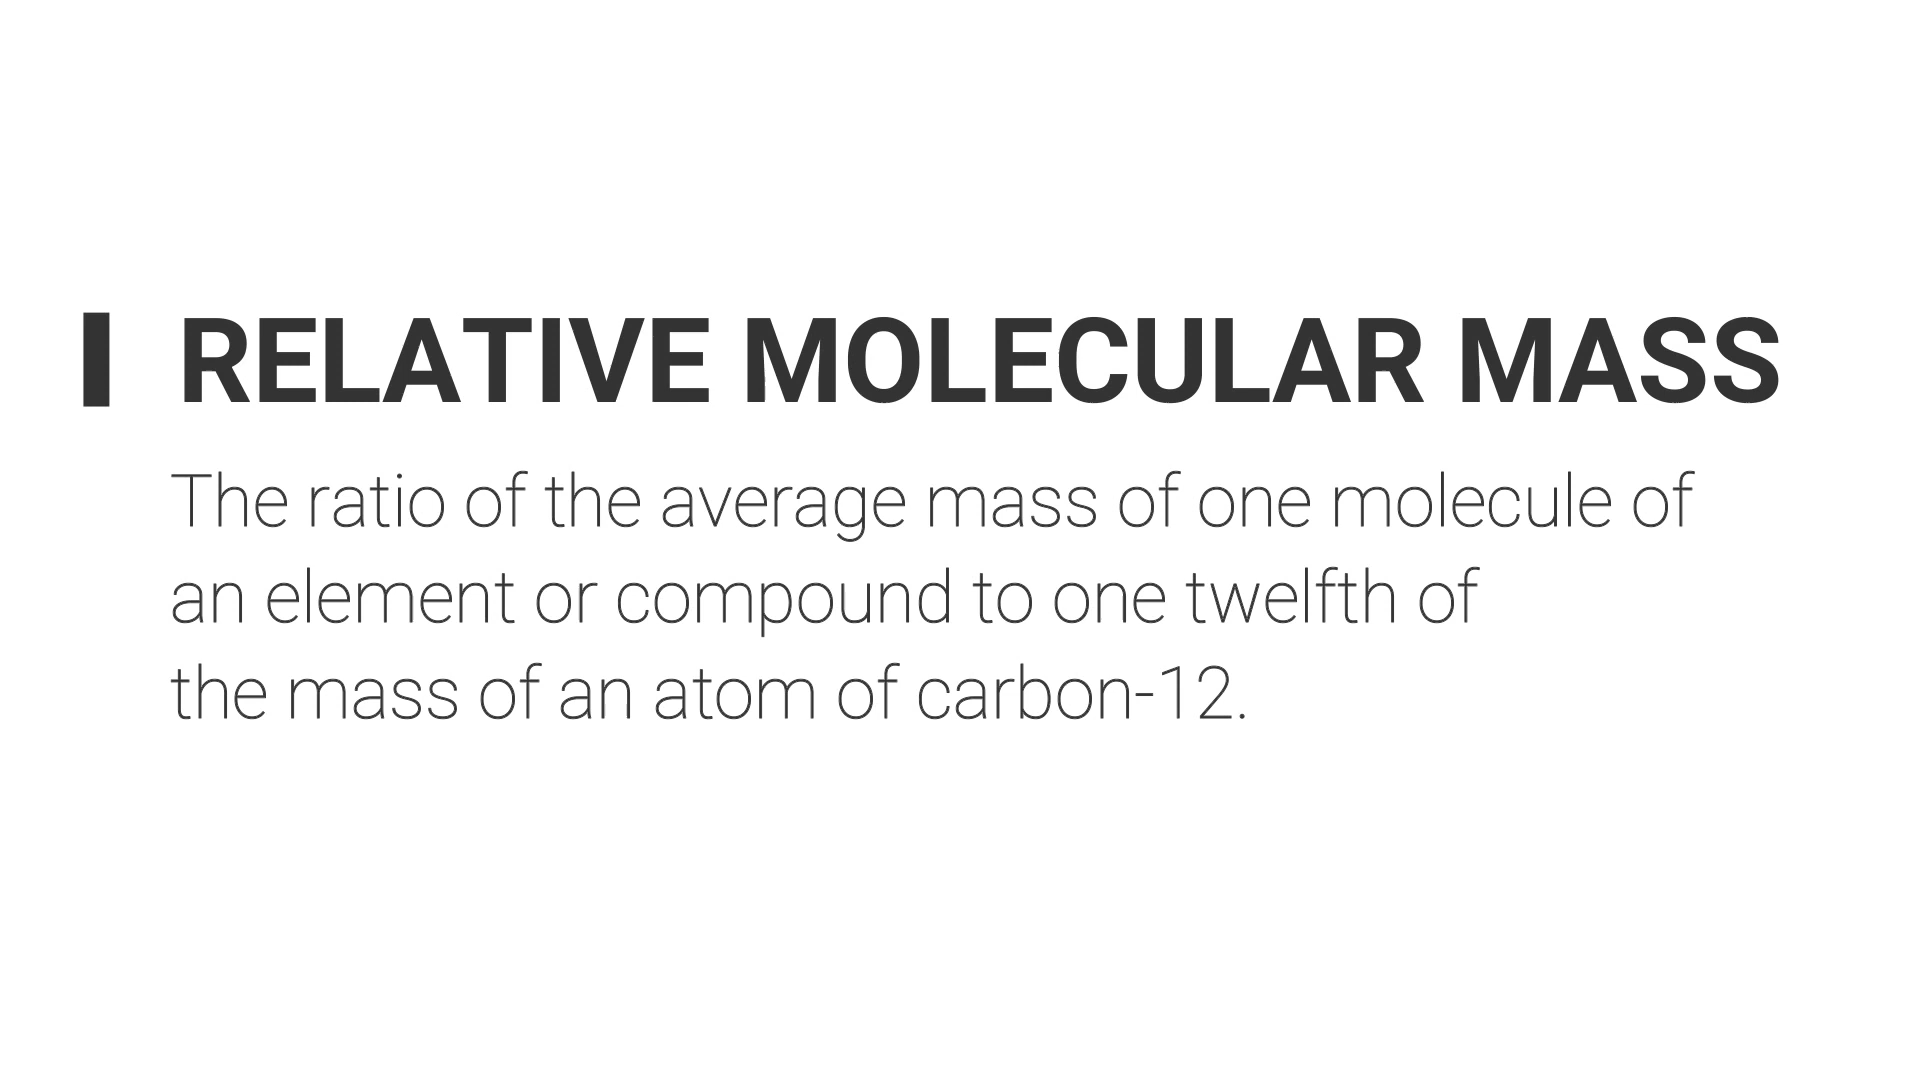 RELATIVE MOLECULAR MASS
The ratio of the average mass of one molecule of
an element or compound to one twelfth of
the mass of an atom of carbon-12.